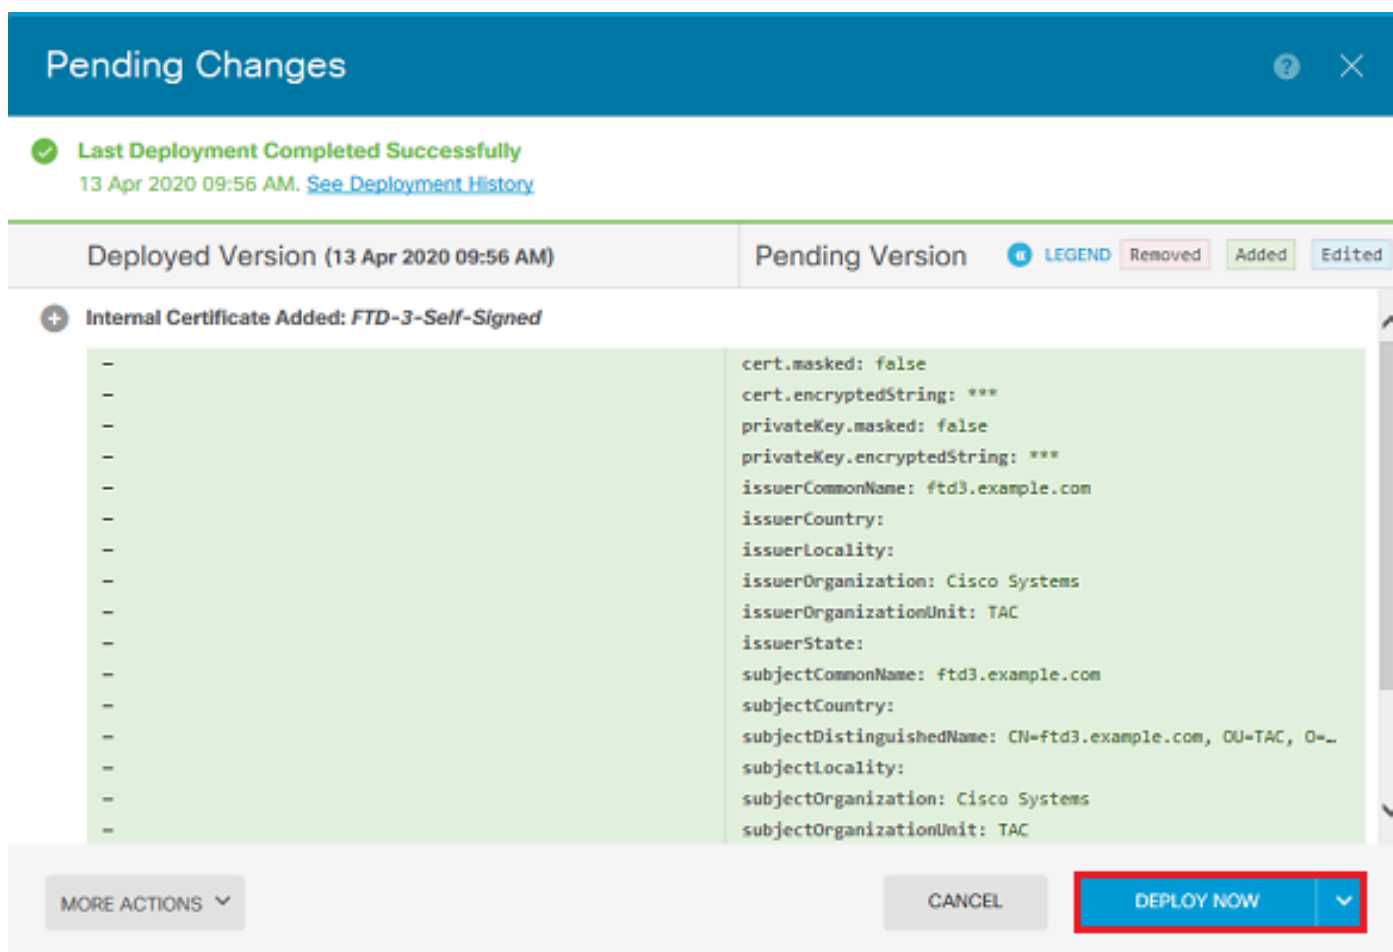 Pending Changes
Last Deployment Completed Successfully
13 Apr 2020 09:56 AM. See Deployment History
Deployed Version (13 Apr 2020 09:56 AM)
Pending Version LEGEND Removed Added Edited
Internal Certificate Added: FTD-3-Self-Signed
– cert.masked: false
– cert.encryptedString: ***
– privateKey.masked: false
– privateKey.encryptedString: ***
– issuerCommonName: ftd3.example.com
– issuerCountry:
– issuerLocality:
– issuerOrganization: Cisco Systems
– issuerOrganizationUnit: TAC
– issuerState:
– subjectCommonName: ftd3.example.com
– subjectCountry:
– subjectDistinguishedName: CN=ftd3.example.com, OU=TAC, O=…
– subjectLocality:
– subjectOrganization: Cisco Systems
– subjectOrganizationUnit: TAC
MORE ACTIONS CANCEL DEPLOY NOW